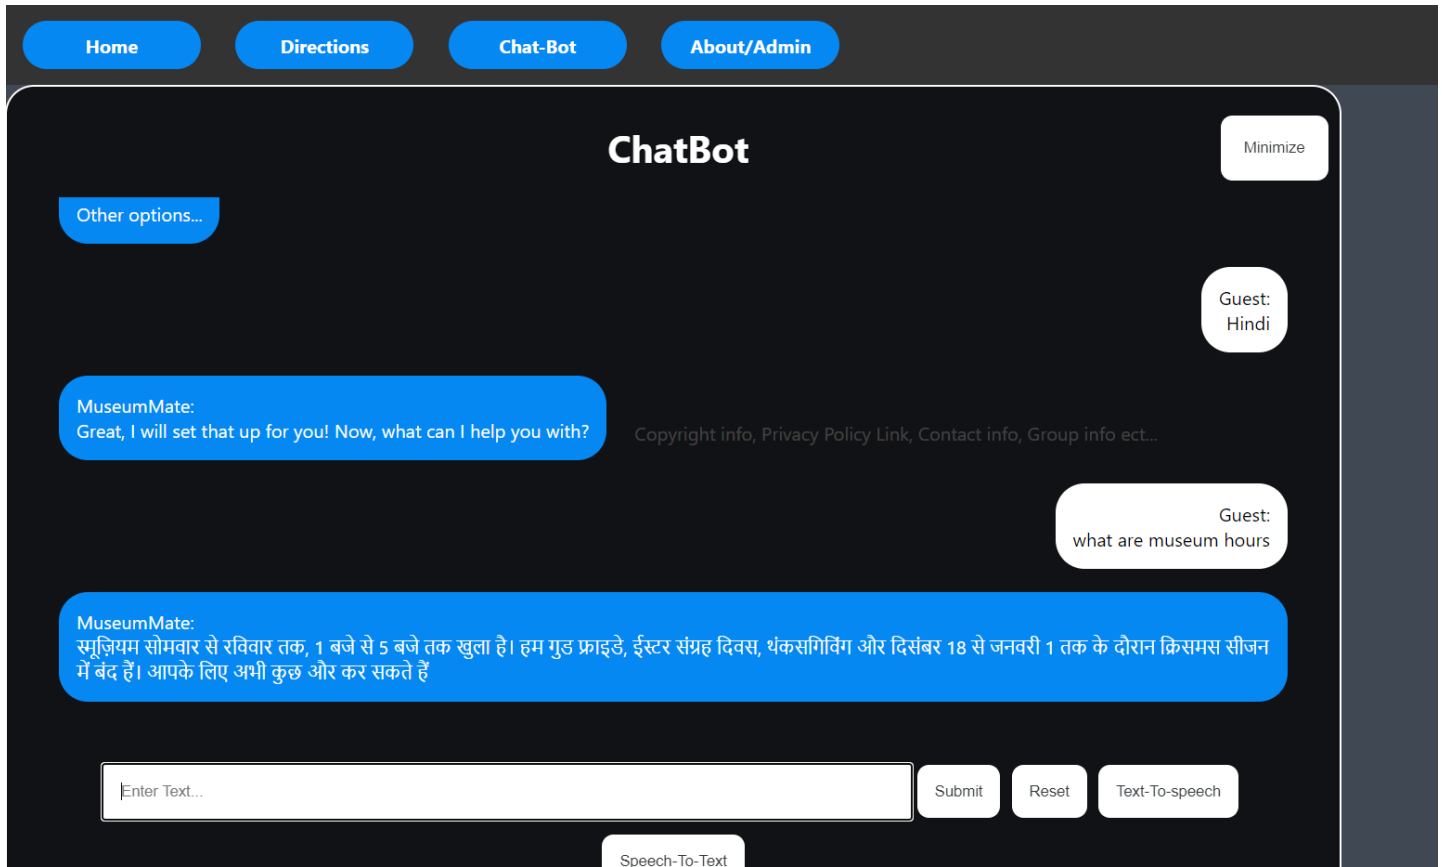 Home
Directions
Chat-Bot
About/Admin
ChatBot
Minimize
Other options...
Guest:
Hindi
MuseumMate:
Great, I will set that up for you! Now, what can I help you with?
Copyright info, Privacy Policy Link, Contact info, Group info ect...
Guest:
what are museum hours
MuseumMate:
स्मूज़ियम सोमवार से रविवार तक, 1 बजे से 5 बजे तक खुला है। हम गुड फ्राइडे, ईस्टर संग्रह दिवस, थंकसगिविंग और दिसंबर 18 से जनवरी 1 तक के दौरान क्रिसमस सीजन
में बंद हैं। आपके लिए अभी कुछ और कर सकते हैं
Enter Text...
Submit
Reset
Text-To-speech
Speech-To-Text